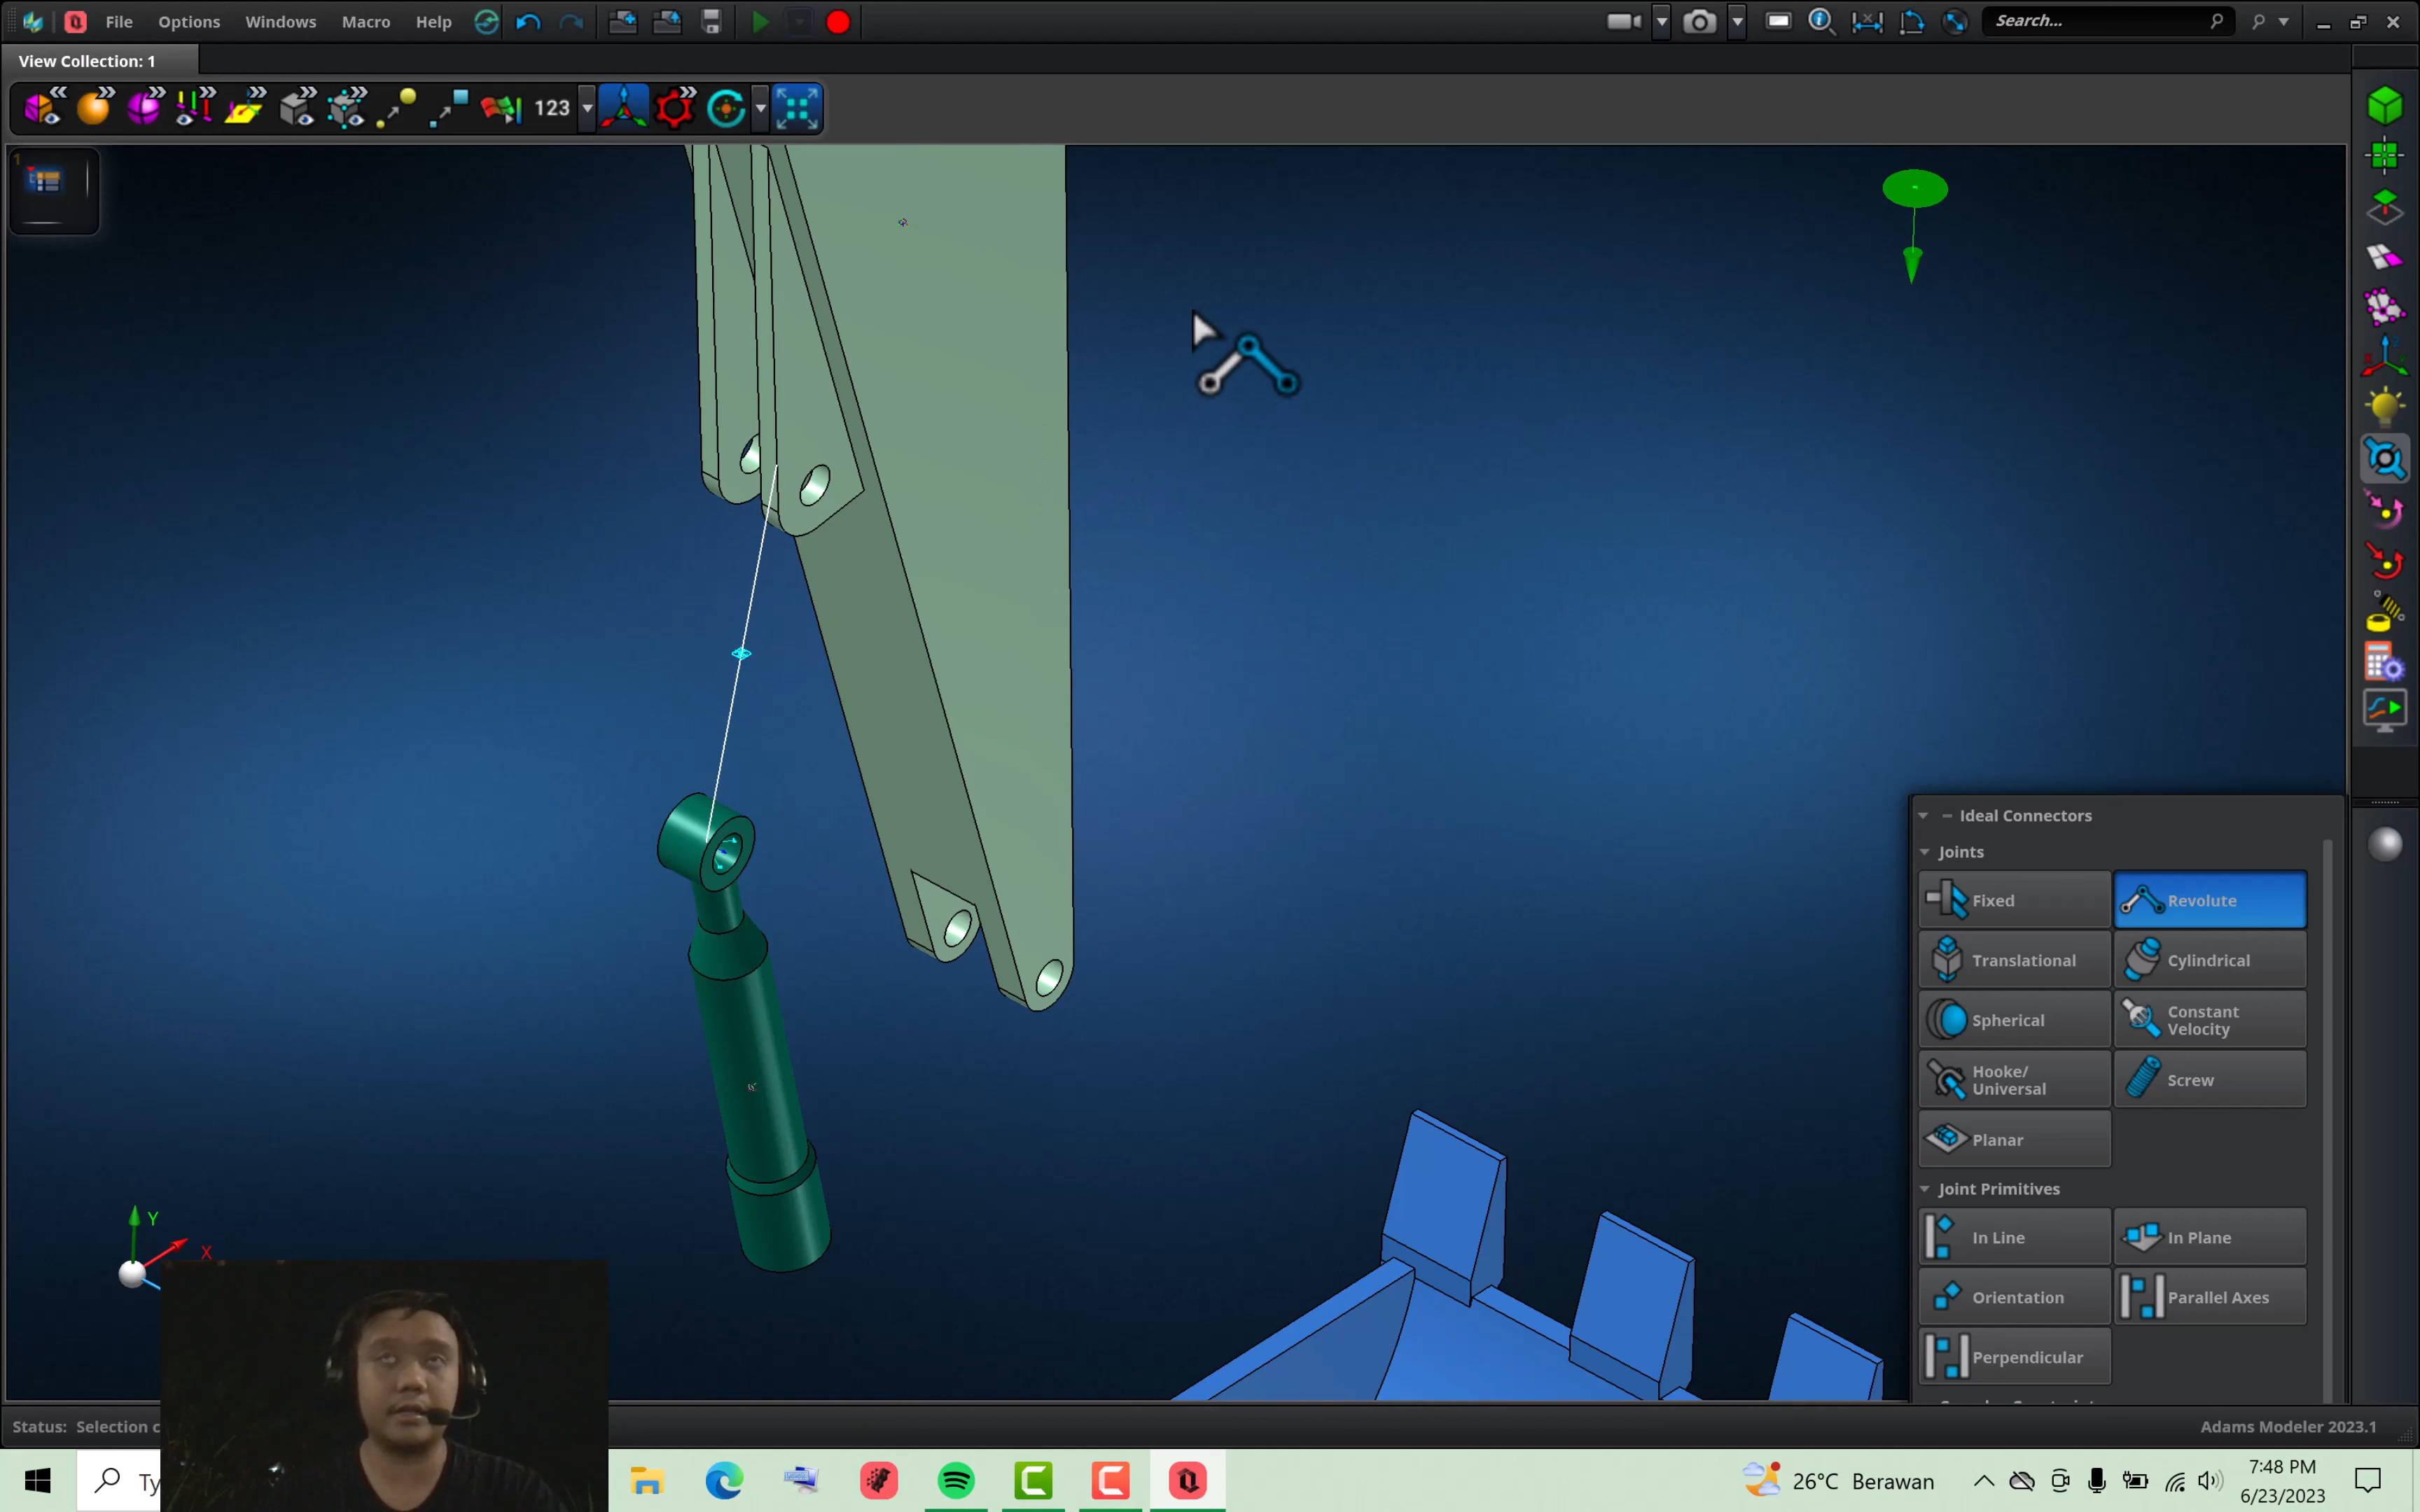 File Options Windows Macro Help Search...
View Collection: 1
123
1
Ideal Connectors
Joints
Fixed Revolute
Translational Cylindrical
Spherical Constant Velocity
Hooke/ Universal Screw
Planar
Joint Primitives
In Line In Plane
Orientation Parallel Axes
Perpendicular
Y
X
Status: Selection c
Adams Modeler 2023.1
Ty
26°C Berawan
7:48 PM
6/23/2023